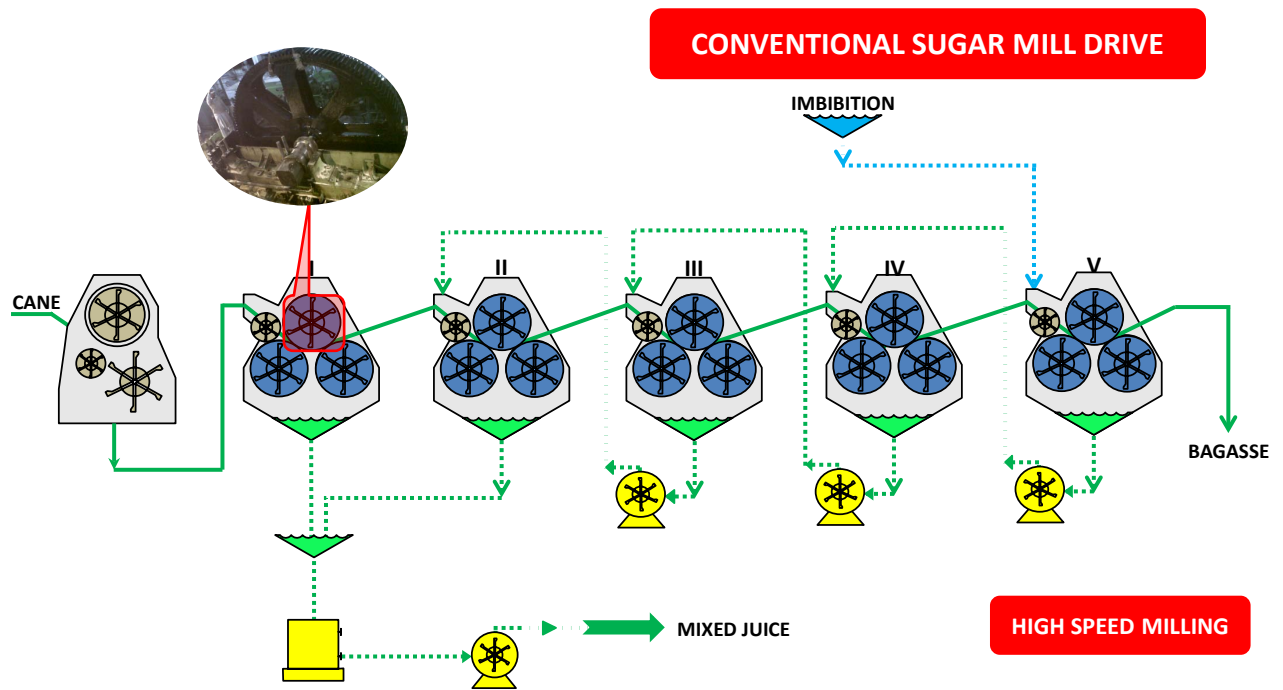 CONVENTIONAL SUGAR MILL DRIVE
IMBIBITION
I
II
III
IV
V
CANE
BAGASSE
MIXED JUICE
HIGH SPEED MILLING